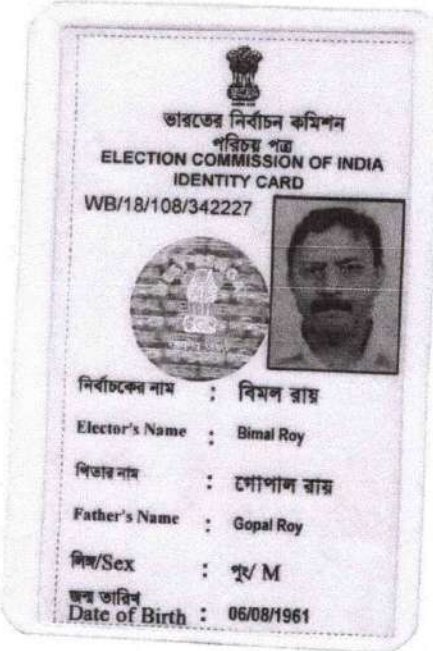 ভারতের নির্বাচন কমিশন
পরিচয় পত্র
ELECTION COMMISSION OF INDIA
IDENTITY CARD
WB/18/108/342227
নির্বাচকের নাম : বিমল রায়
Elector's Name : Bimal Roy
পিতার নাম : গোপাল রায়
Father's Name : Gopal Roy
লিঙ্গ/Sex : পুং/ M
জন্ম তারিখ
Date of Birth : 06/08/1961